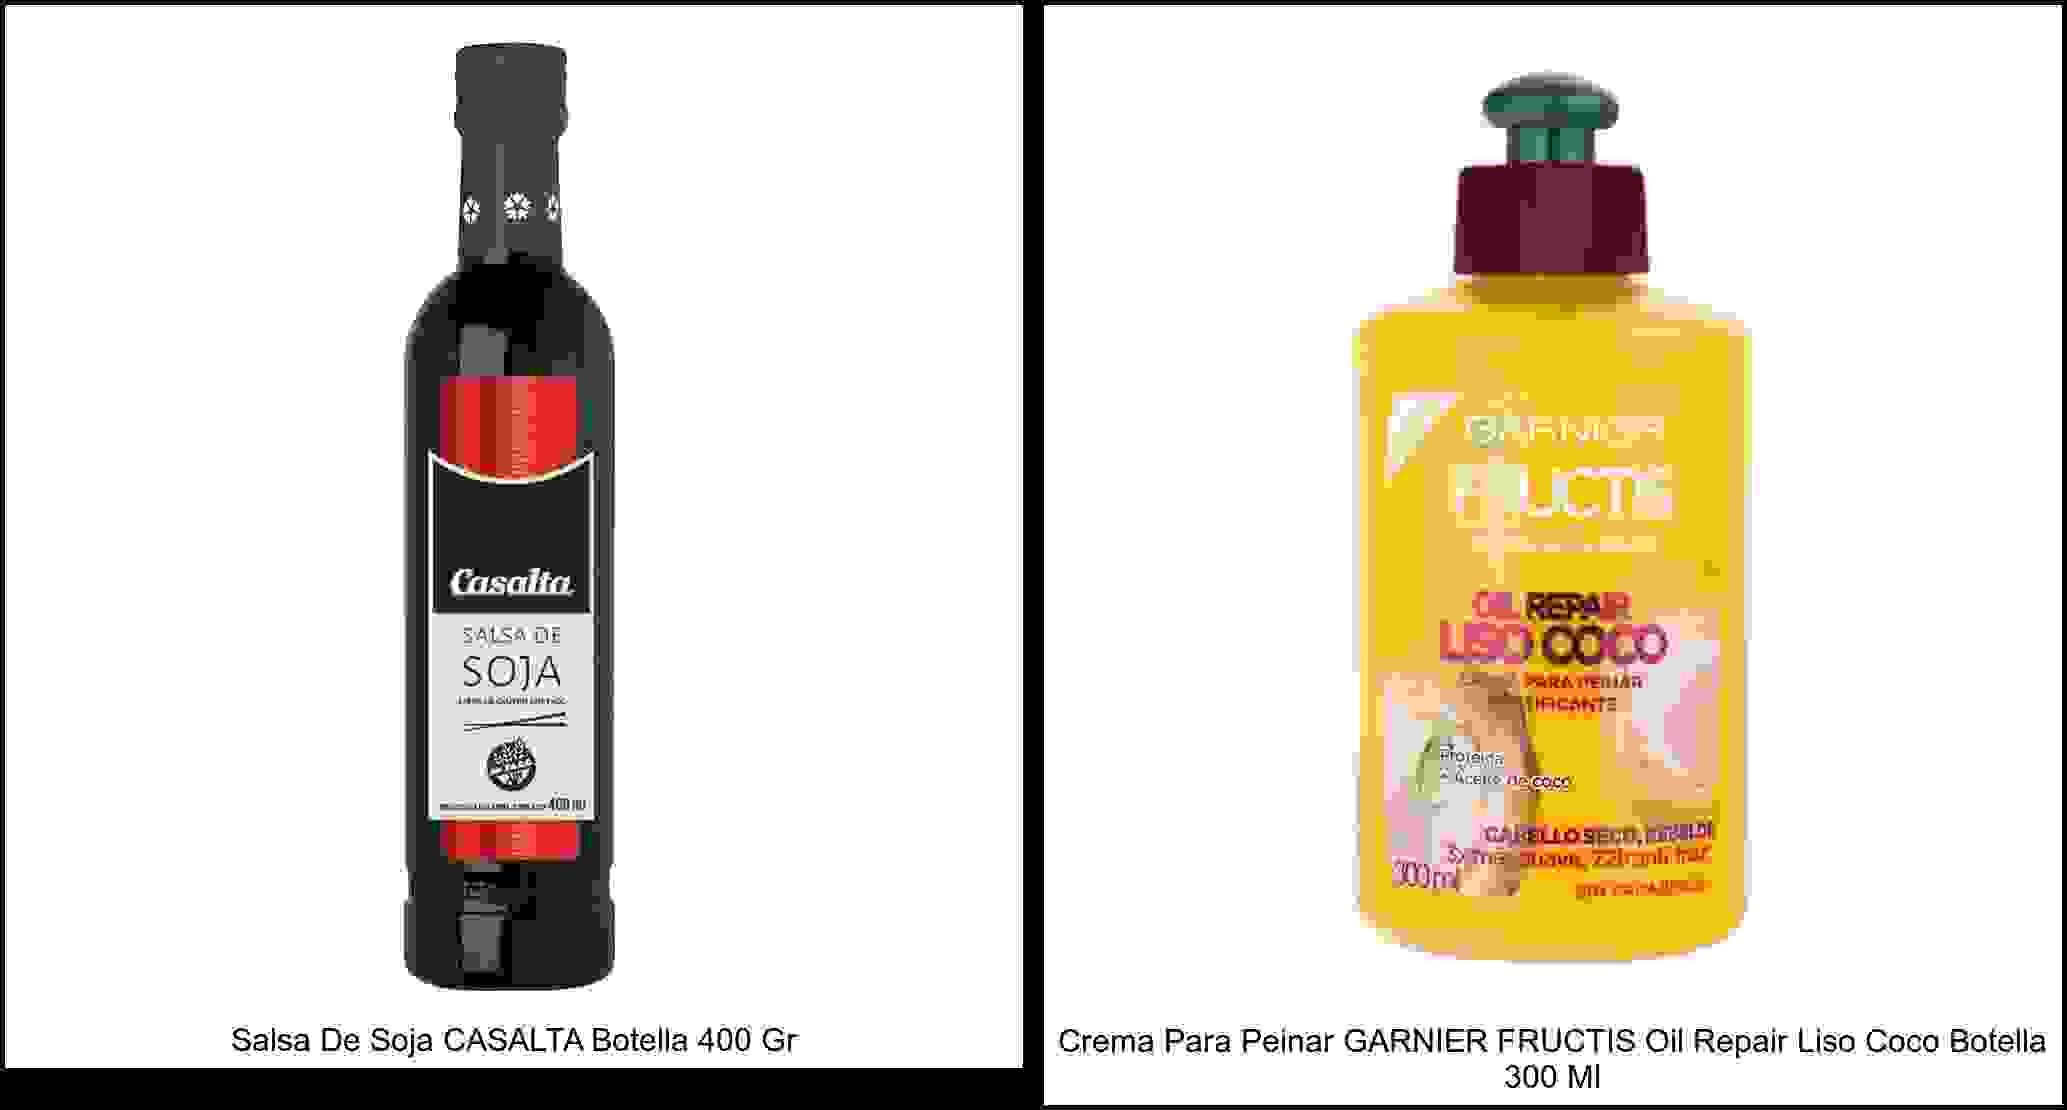 Casalta
SALSA DE
SOJA
400
Salsa De Soja CASALTA Botella 400 Gr
GARNIER
FRUCTIS
OIL REPAIR
LISO COCO
PARA PEINAR
Proteína
+ Aceite de coco
CABELLO SECO,
300ml
Crema Para Peinar GARNIER FRUCTIS Oil Repair Liso Coco Botella
300 Ml